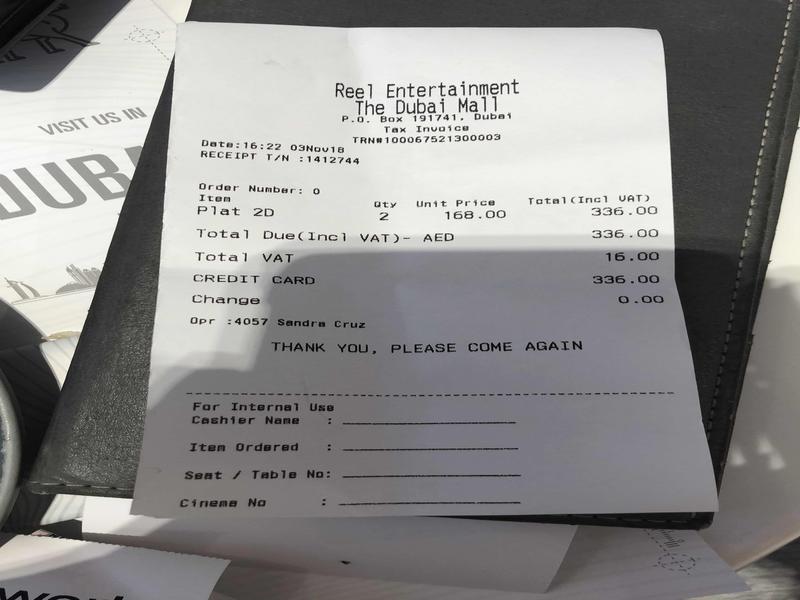 VISIT US IN
DUB
Reel Entertainment
The Dubai Mall
P.O. Box 191741, Dubai
Tax Invoice
TRN#100067521300003
Date:16:22 03Nov18
RECEIPT T/N :1412744
Order Number: 0
Item Qty Unit Price Total(Incl VAT)
Plat 2D 2 168.00 336.00
Total Due(Incl VAT)- AED 336.00
Total VAT 16.00
CREDIT CARD 336.00
Change 0.00
Opr :4057 Sandra Cruz
THANK YOU, PLEASE COME AGAIN
For Internal Use
Cashier Name :
Item Ordered :
Seat / Table No:
Cinema No :